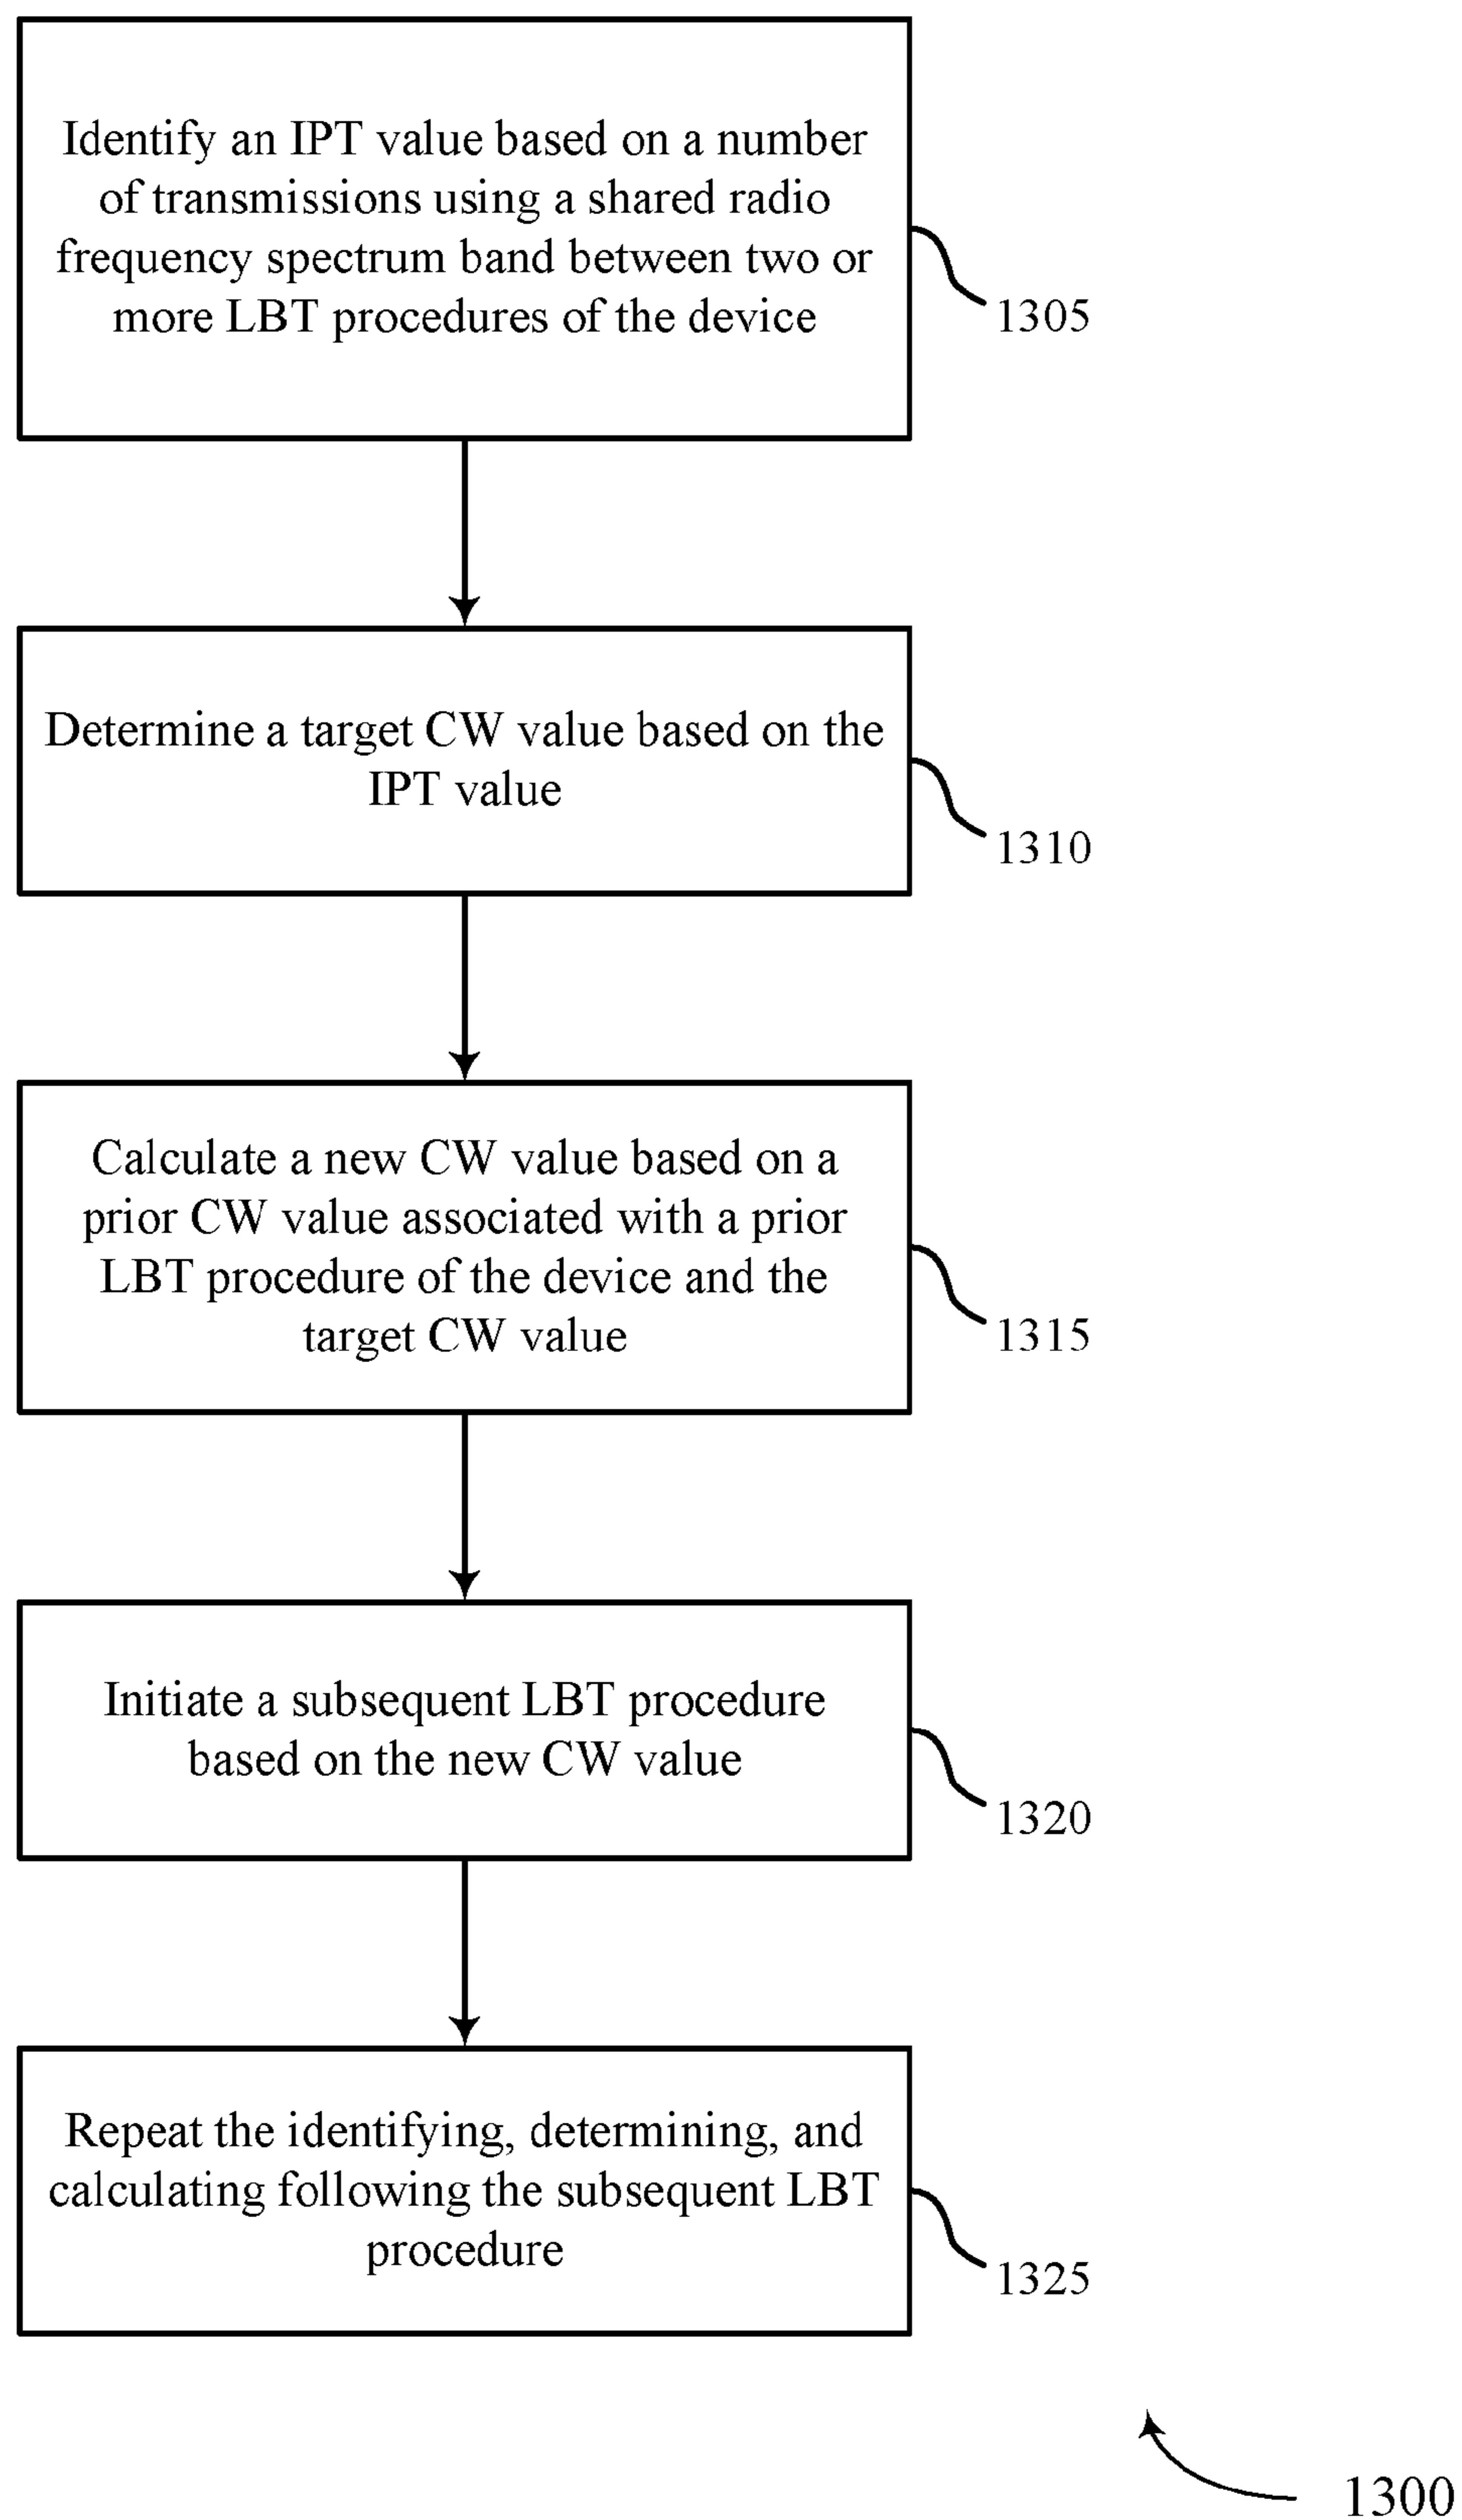 Identify an IPT value based on a number
of transmissions using a shared radio
frequency spectrum band between two or
more LBT procedures of the device
1305
Determine a target CW value based on the
IPT value
1310
Calculate a new CW value based on a
prior CW value associated with a prior
LBT procedure of the device and the
target CW value
1315
Initiate a subsequent LBT procedure
based on the new CW value
1320
Repeat the identifying, determining, and
calculating following the subsequent LBT
procedure
1325
1300